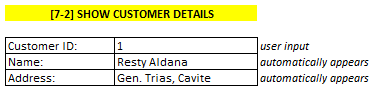 [7-2] SHOW CUSTOMER DETAILS
Customer ID: 1 user input
Name: Resty Aldana automatically appears
Address: Gen. Trias, Cavite automatically appears